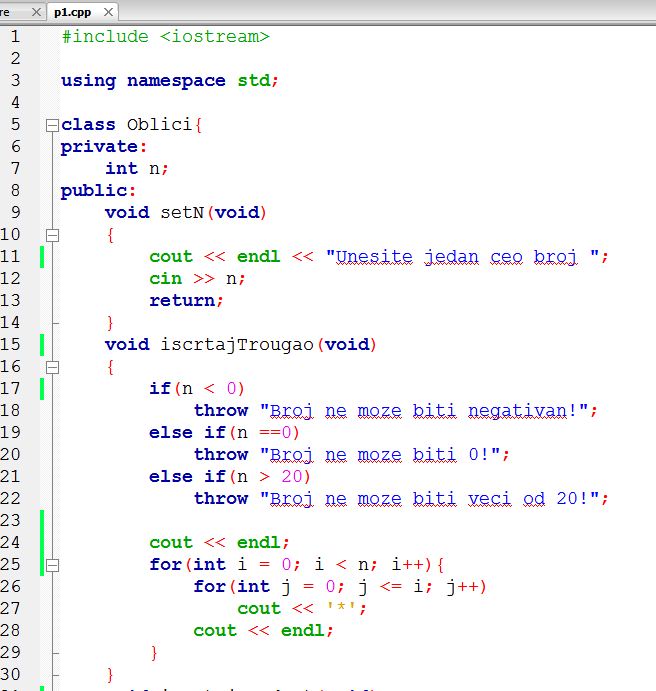 re
p1.cpp
1 #include <iostream>
2
3 using namespace std;
4
5 class Oblici{
6 private:
7 int n;
8 public:
9 void setN(void)
10 {
11 cout << endl << "Unesite jedan ceo broj ";
12 cin >> n;
13 return;
14 }
15 void iscrtajTrougao(void)
16 {
17 if(n < 0)
18 throw "Broj ne moze biti negativan!";
19 else if(n ==0)
20 throw "Broj ne moze biti 0!";
21 else if(n > 20)
22 throw "Broj ne moze biti veci od 20!";
23
24 cout << endl;
25 for(int i = 0; i < n; i++){
26 for(int j = 0; j <= i; j++)
27 cout << '*';
28 cout << endl;
29 }
30 }